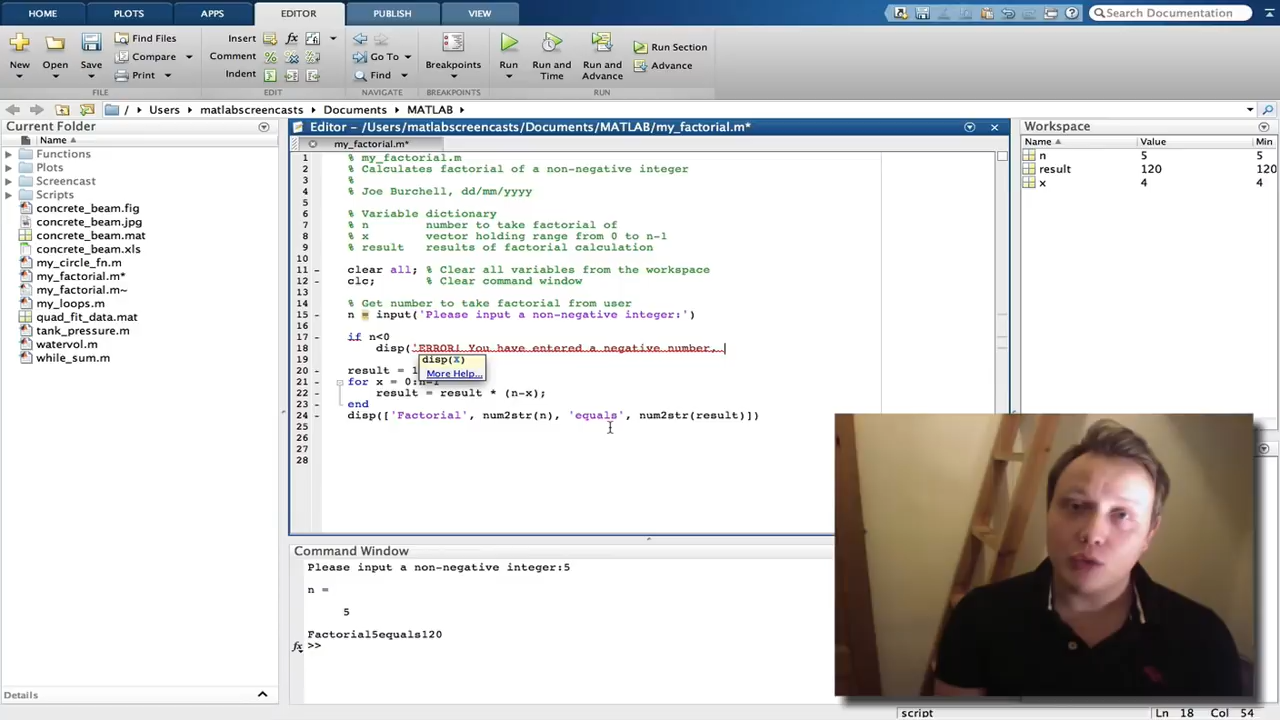 HOME PLOTS APPS EDITOR PUBLISH VIEW Search Documentation
New Open Save Find Files Compare Print Insert Comment Indent Go To Find Breakpoints Run Run and Time Run and Advance Run Section Advance
FILE EDIT NAVIGATE BREAKPOINTS RUN
/ Users matlabscreencasts Documents MATLAB
Current Folder
Name
Functions
Plots
Screencast
Scripts
concrete_beam.fig
concrete_beam.jpg
concrete_beam.mat
concrete_beam.xls
my_circle_fn.m
my_factorial.m*
my_factorial.m~
my_loops.m
quad_fit_data.mat
tank_pressure.m
watervol.m
while_sum.m
Details
Editor – /Users/matlabscreencasts/Documents/MATLAB/my_factorial.m*
my_factorial.m*
1 % my_factorial.m
2 % Calculates factorial of a non-negative integer
3 %
4 % Joe Burchell, dd/mm/yyyy
5
6 % Variable dictionary
7 % n number to take factorial of
8 % x vector holding range from 0 to n-1
9 % result results of factorial calculation
10
11 – clear all; % Clear all variables from the workspace
12 – clc; % Clear command window
13
14 % Get number to take factorial from user
15 – n = input('Please input a non-negative integer:')
16
17 – if n<0
18 – disp('ERROR! You have entered a negative number,
19 disp(X)
More Help...
20 – result = 1
21 – for x = 0:n-1
22 – result = result * (n-x);
23 – end
24 – disp(['Factorial', num2str(n), 'equals', num2str(result)])
25
26
27
28
Command Window
Please input a non-negative integer:5
n =
5
Factorial5equals120
fx >>
Workspace
Name Value Min
n 5 5
result 120 120
x 4 4
script Ln 18 Col 54